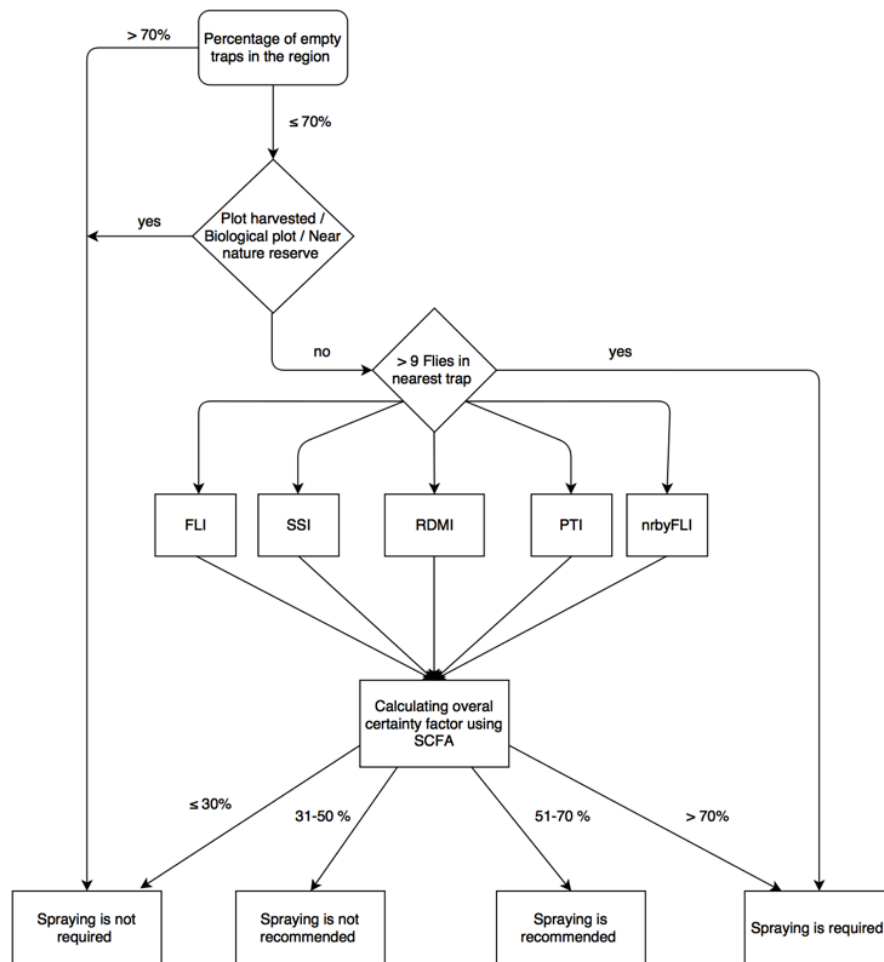 Percentage of empty
traps in the region
> 70%
≤ 70%
Plot harvested /
Biological plot / Near
nature reserve
yes
no
> 9 Flies in
nearest trap
yes
FLI
SSI
RDMI
PTI
nrbyFLI
Calculating overal
certainty factor using
SCFA
≤ 30%
31-50 %
51-70 %
> 70%
Spraying is not
required
Spraying is not
recommended
Spraying is
recommended
Spraying is required